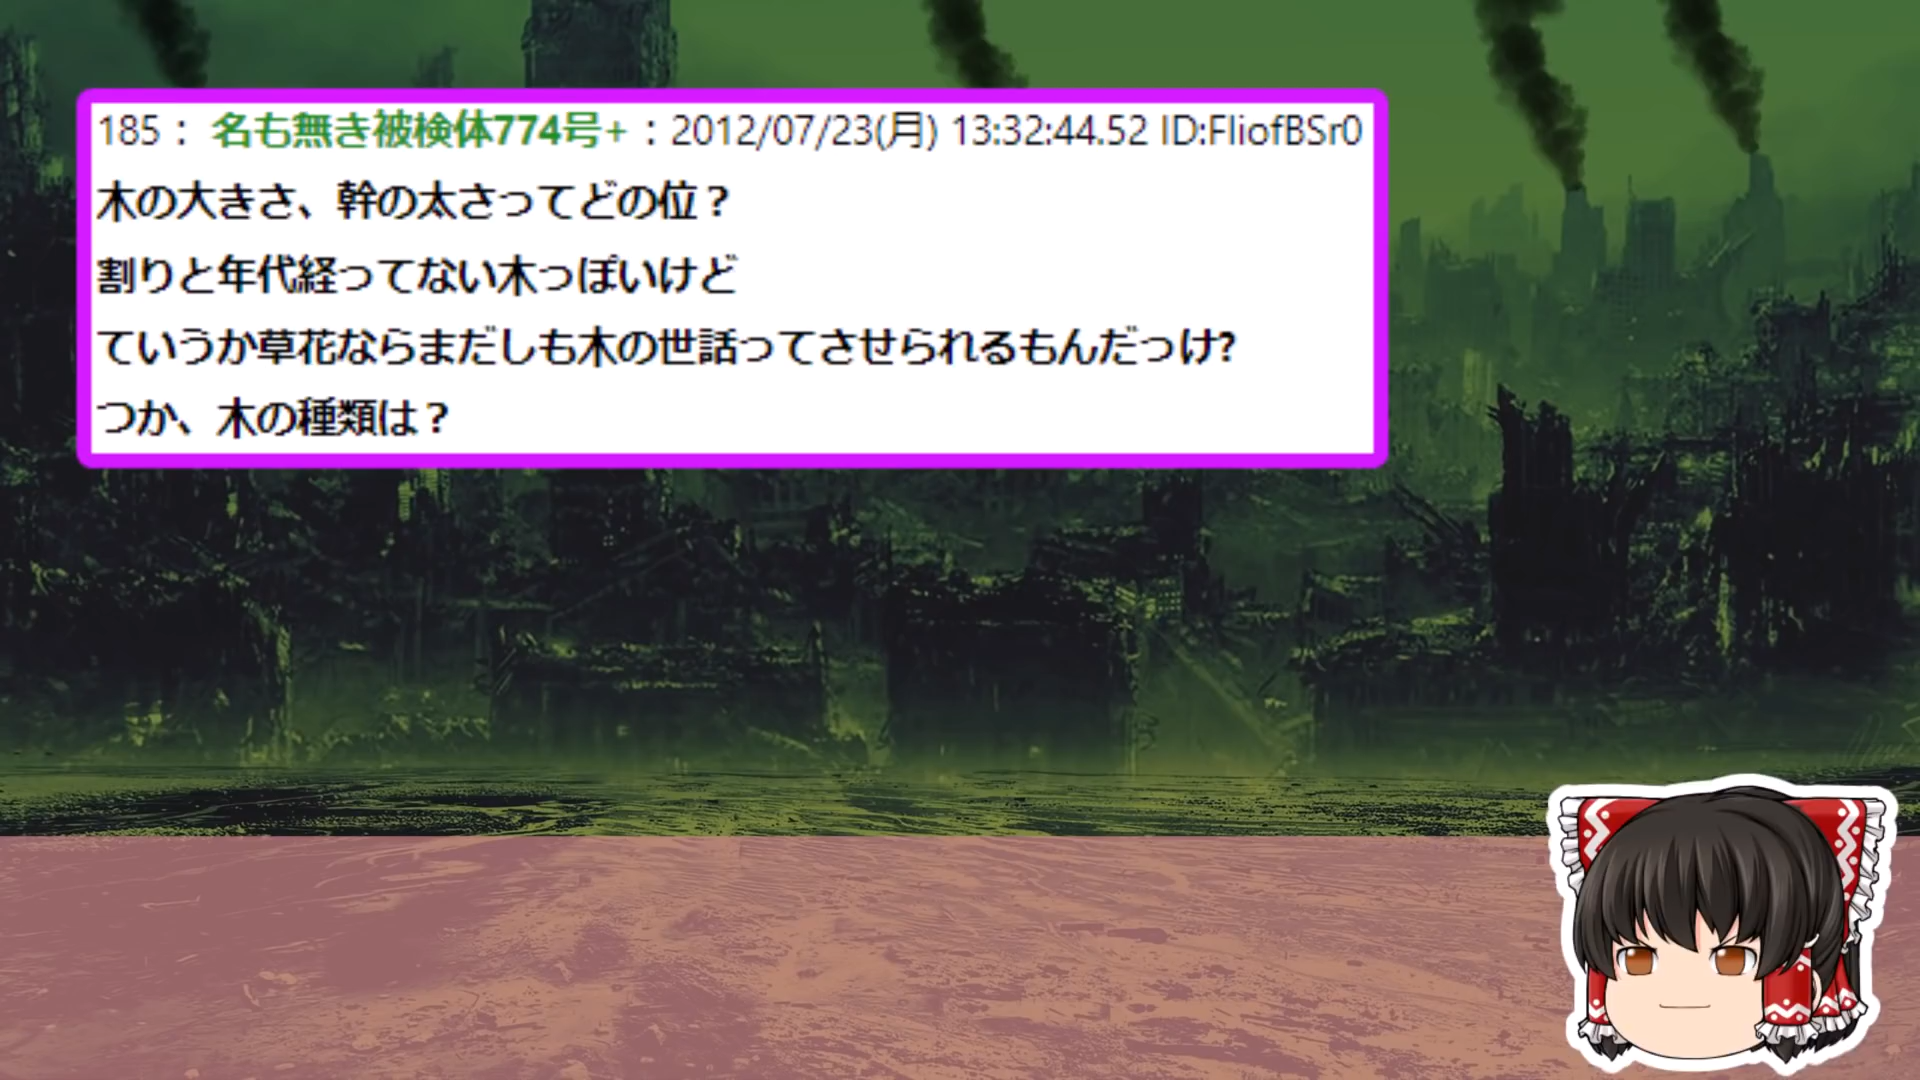 185： 名も無き被検体774号+：2012/07/23(月) 13:32:44.52 ID:FliofBSr0
木の大きさ、幹の太さってどの位？
割りと年代経ってない木っぽいけど
ていうか草花ならまだしも木の世話ってさせられるもんだっけ?
つか、木の種類は？